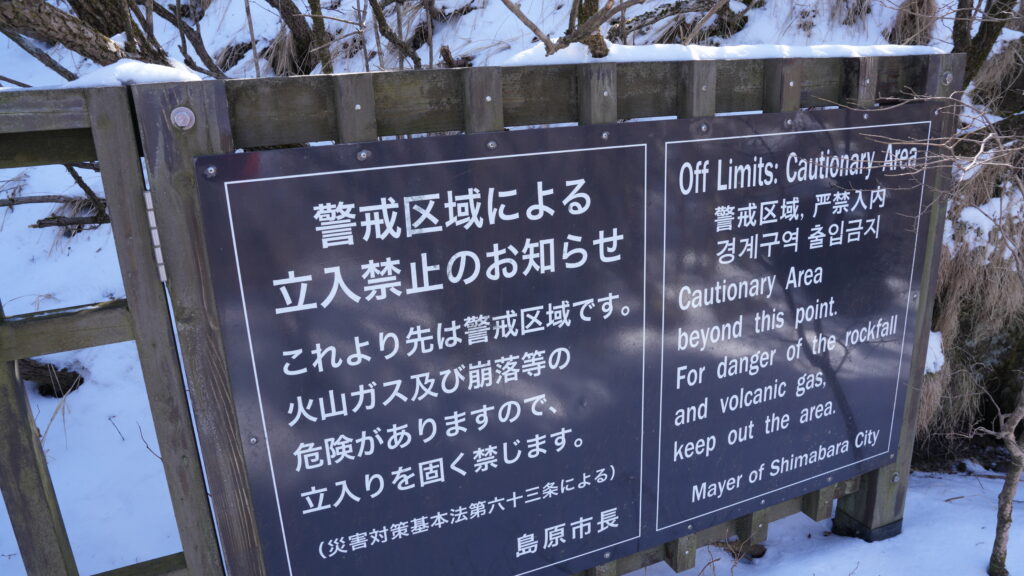 警戒区域による
立入禁止のお知らせ
これより先は警戒区域です。
火山ガス及び崩落等の
危険がありますので、
立入りを固く禁じます。
（災害対策基本法第六十三条による）
島原市長
Off Limits: Cautionary Area
警戒区域, 严禁入内
경계구역 출입금지
Cautionary Area
beyond this point.
For danger of the rockfall
and volcanic gas,
keep out the area.
Mayer of Shimabara City